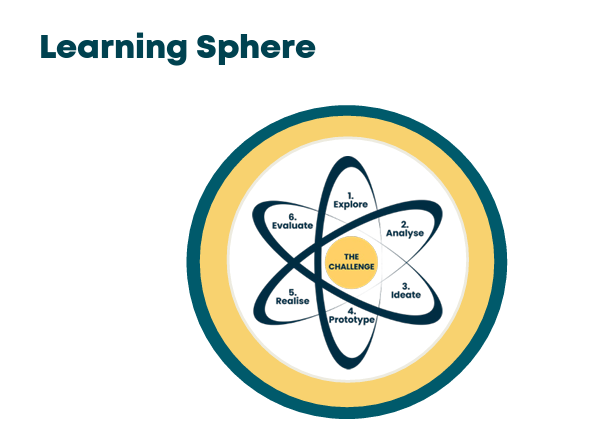 Learning Sphere
1.
Explore
2.
Analyse
3.
Ideate
4.
Prototype
5.
Realise
6.
Evaluate
THE
CHALLENGE